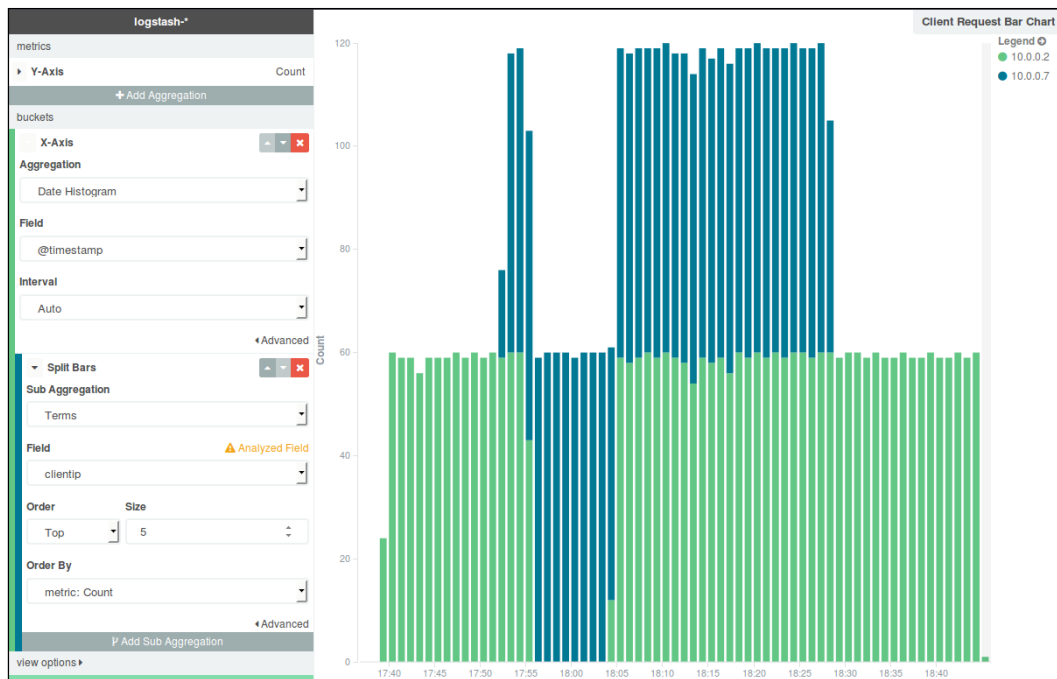 logstash-*
metrics
Y-Axis Count
Add Aggregation
buckets
X-Axis
Aggregation
Date Histogram
Field
@timestamp
Interval
Auto
Advanced
Split Bars
Sub Aggregation
Terms
Field Analyzed Field
clientip
Order Size
Top 5
Order By
metric: Count
Advanced
Add Sub Aggregation
view options
Client Request Bar Chart
Legend
10.0.0.2
10.0.0.7
Count
120
100
80
60
40
20
0
17:40 17:45 17:50 17:55 18:00 18:05 18:10 18:15 18:20 18:25 18:30 18:35 18:40